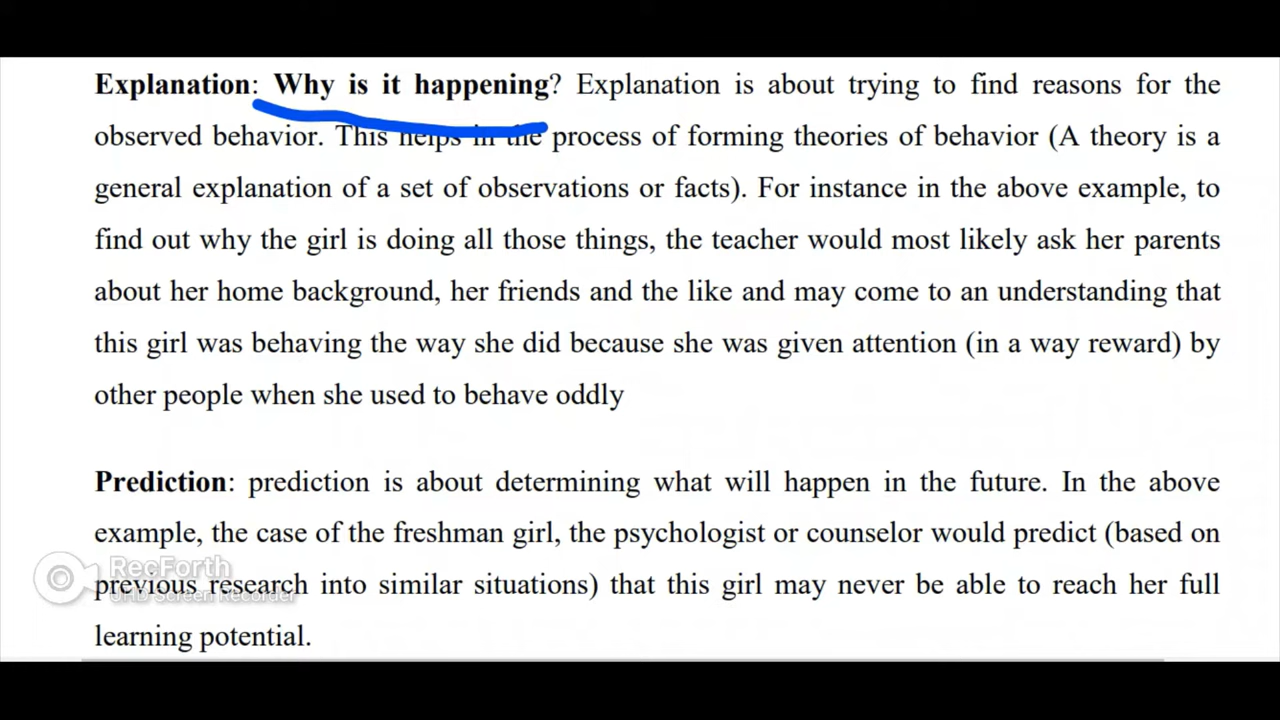 Explanation: Why is it happening? Explanation is about trying to find reasons for the
observed behavior. This helps in the process of forming theories of behavior (A theory is a
general explanation of a set of observations or facts). For instance in the above example, to
find out why the girl is doing all those things, the teacher would most likely ask her parents
about her home background, her friends and the like and may come to an understanding that
this girl was behaving the way she did because she was given attention (in a way reward) by
other people when she used to behave oddly
Prediction: prediction is about determining what will happen in the future. In the above
example, the case of the freshman girl, the psychologist or counselor would predict (based on
RecForth
previous research into similar situations) that this girl may never be able to reach her full
UHD Screen Recorder
learning potential.